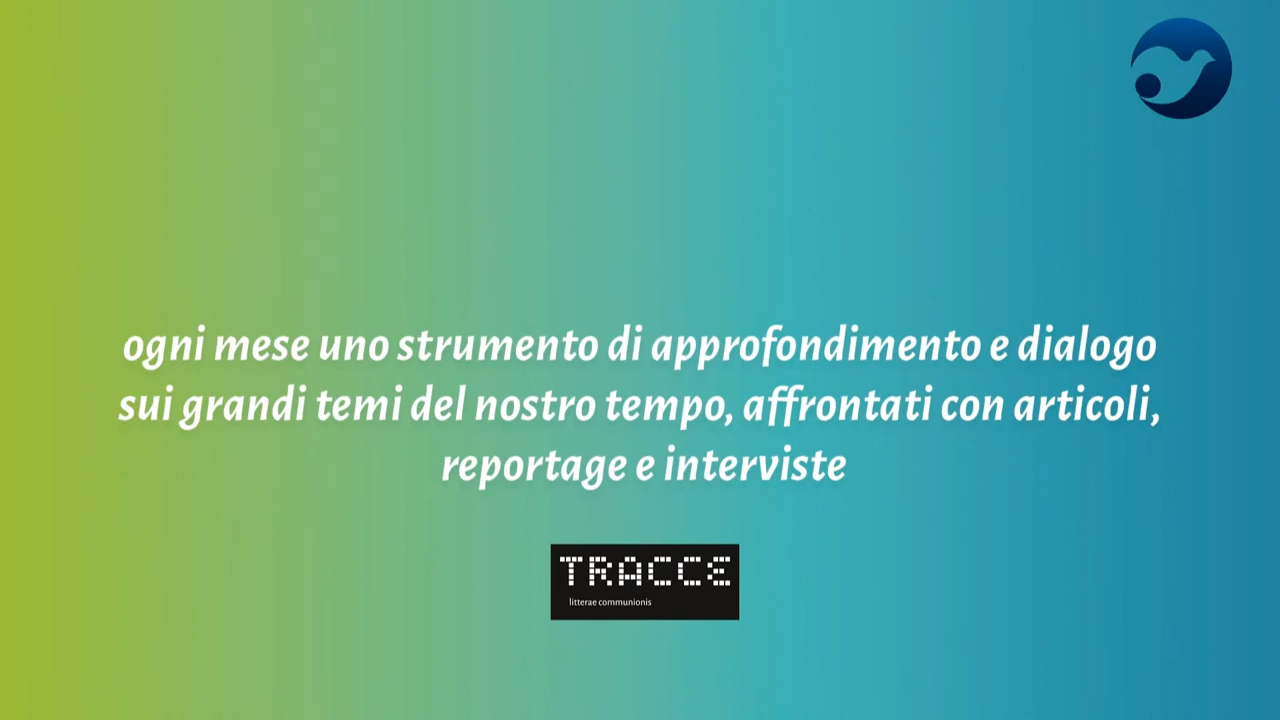 ogni mese uno strumento di approfondimento e dialogo
sui grandi temi del nostro tempo, affrontati con articoli,
reportage e interviste
TRACCE
litterae communionis